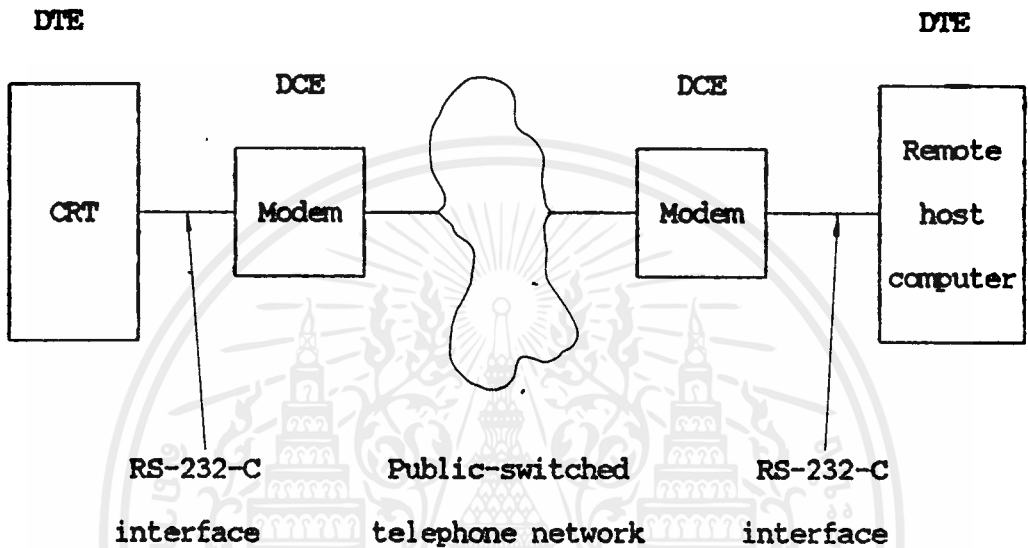 DTE DTE
DCE DCE
CRT Modem Modem Remote
host
computer
RS-232-C Public-switched RS-232-C
interface telephone network interface